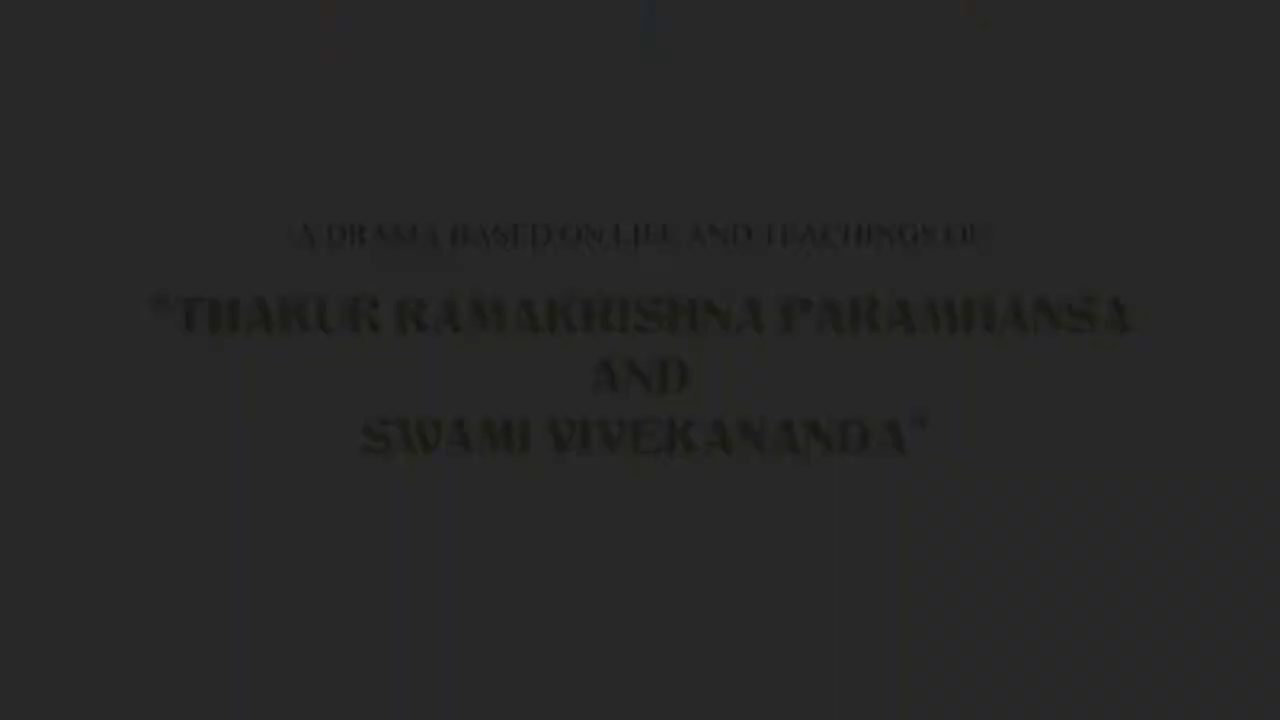 A DRAMA BASED ON LIFE AND TEACHINGS OF
"THAKUR RAMAKRISHNA PARAMHANSA
AND
SWAMI VIVEKANANDA"